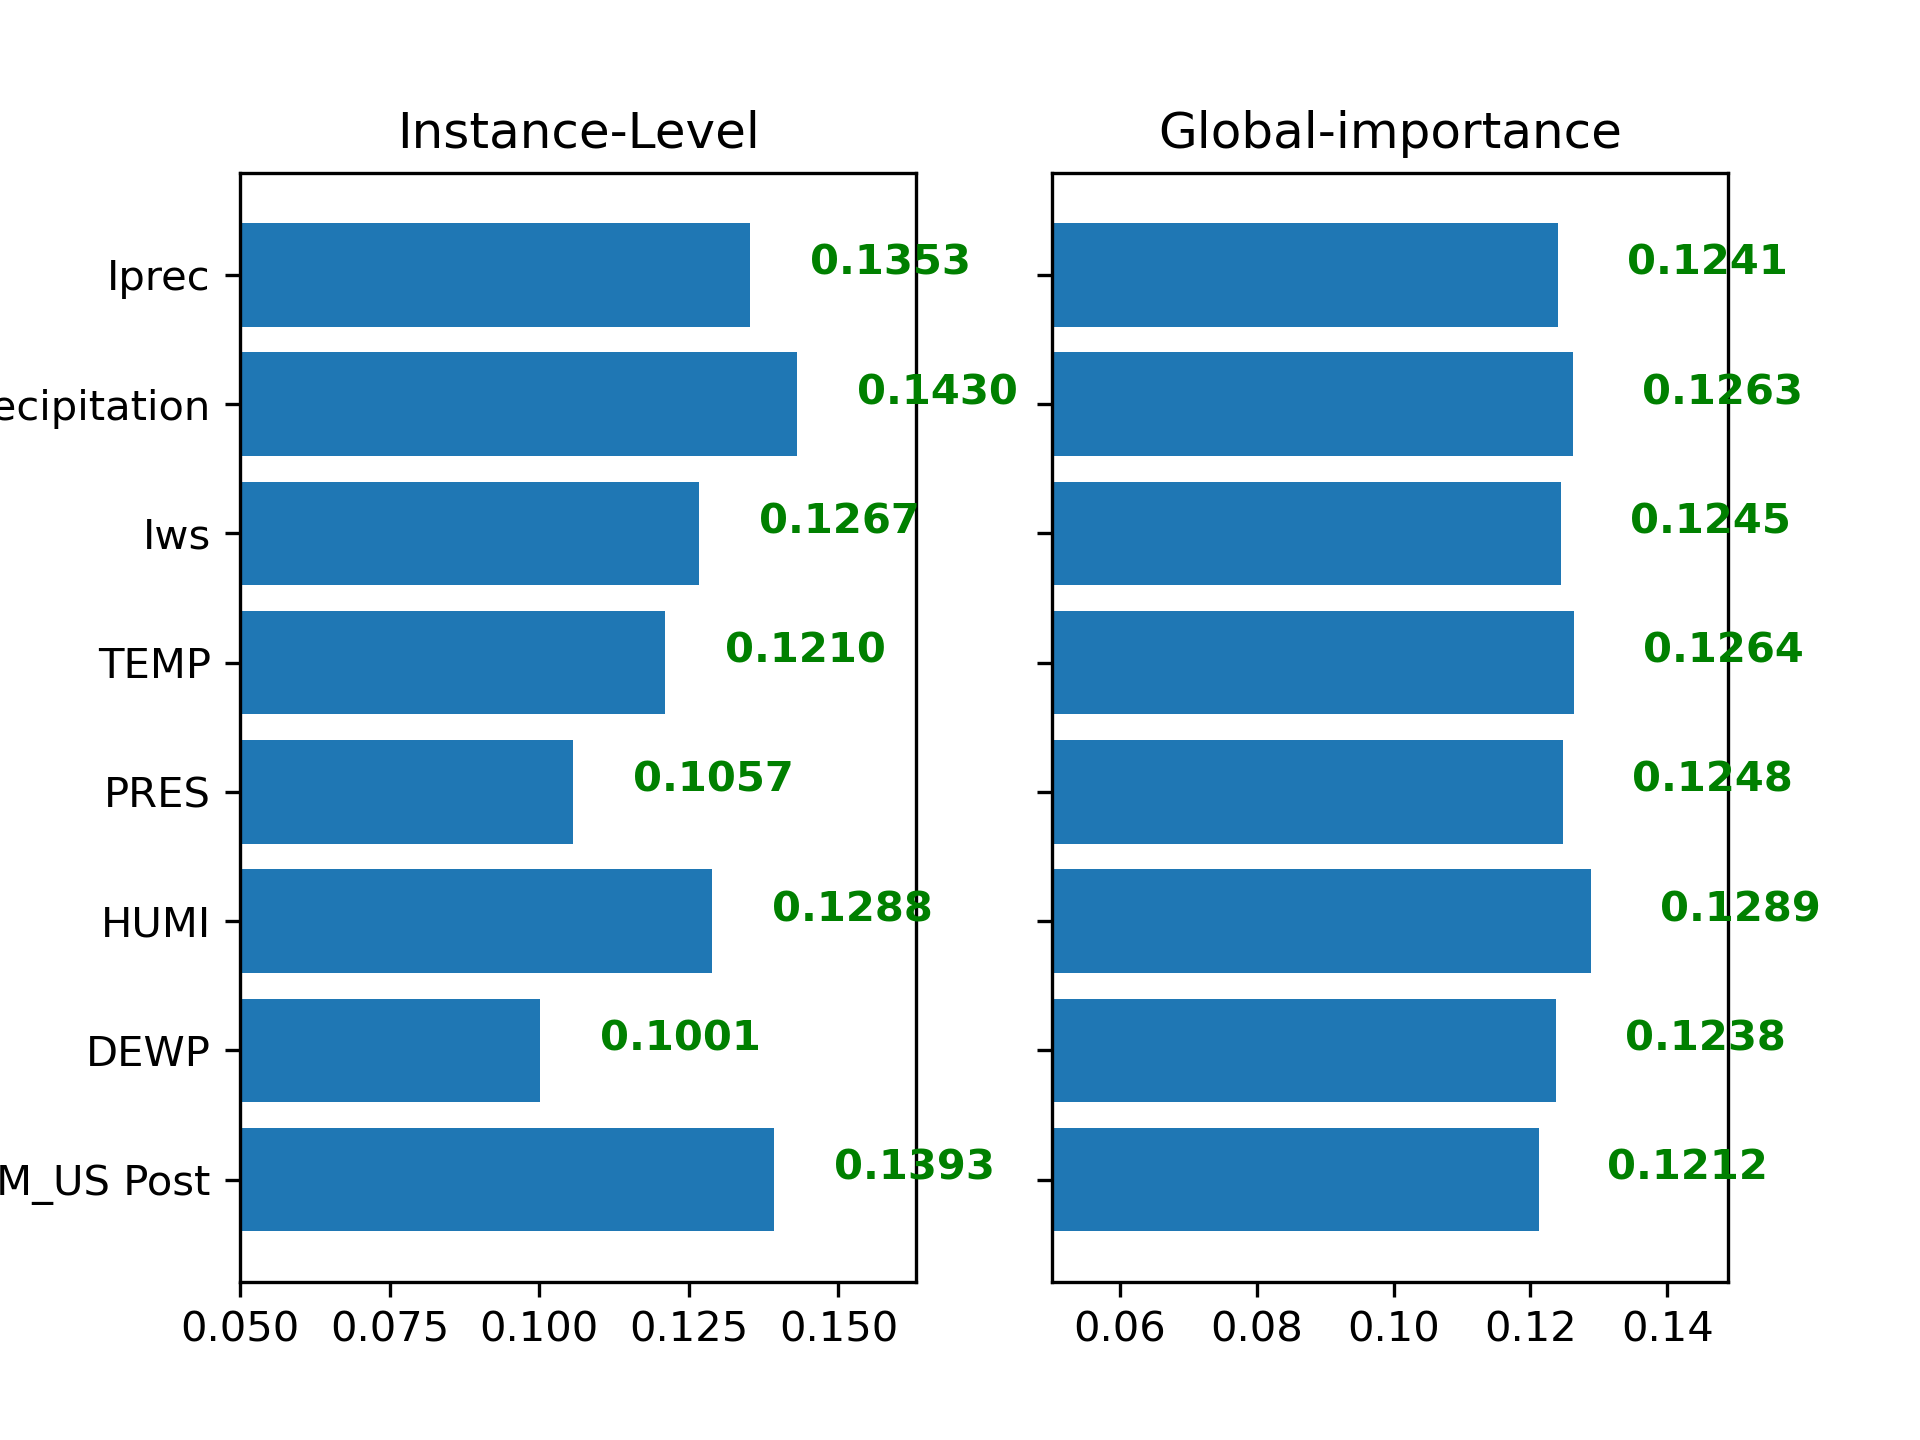 Instance-Level Global-importance
Iprec 0.1353 0.1241
ecipitation 0.1430 0.1263
Iws 0.1267 0.1245
TEMP 0.1210 0.1264
PRES 0.1057 0.1248
HUMI 0.1288 0.1289
DEWP 0.1001 0.1238
M_US Post 0.1393 0.1212
0.050 0.075 0.100 0.125 0.150 0.06 0.08 0.10 0.12 0.14